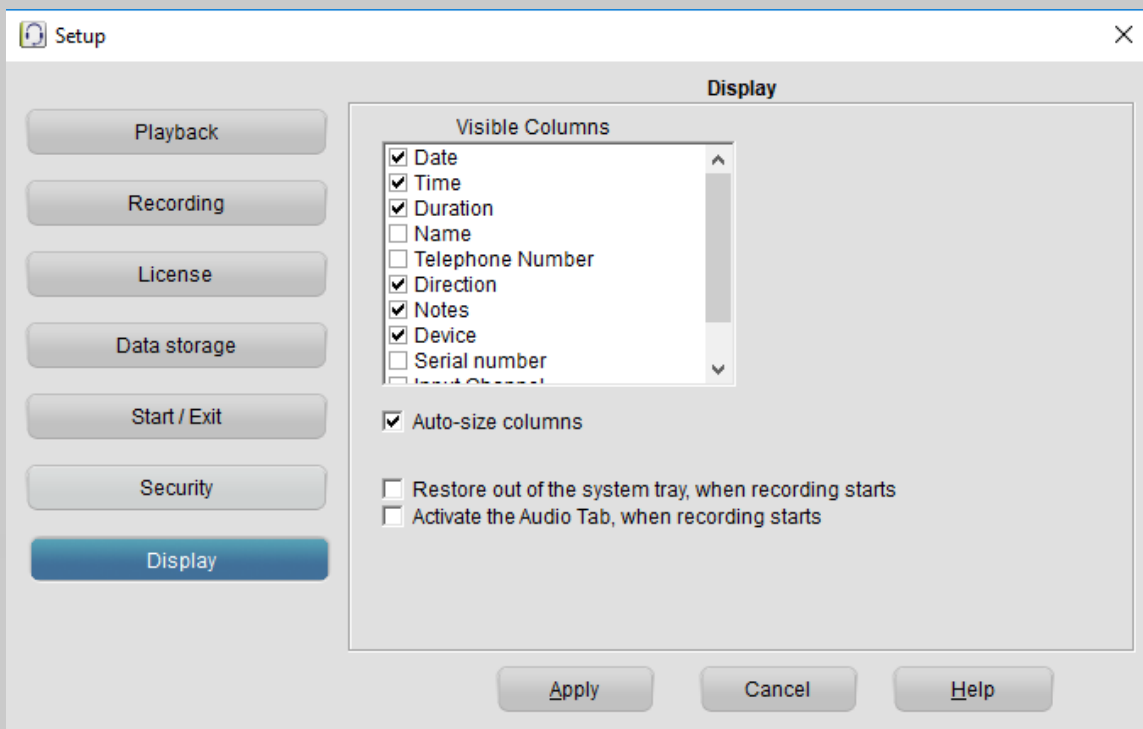 Setup
Display
Playback
Recording
License
Data storage
Start / Exit
Security
Display
Visible Columns
Date
Time
Duration
Name
Telephone Number
Direction
Notes
Device
Serial number
Input Channel
Auto-size columns
Restore out of the system tray, when recording starts
Activate the Audio Tab, when recording starts
Apply
Cancel
Help